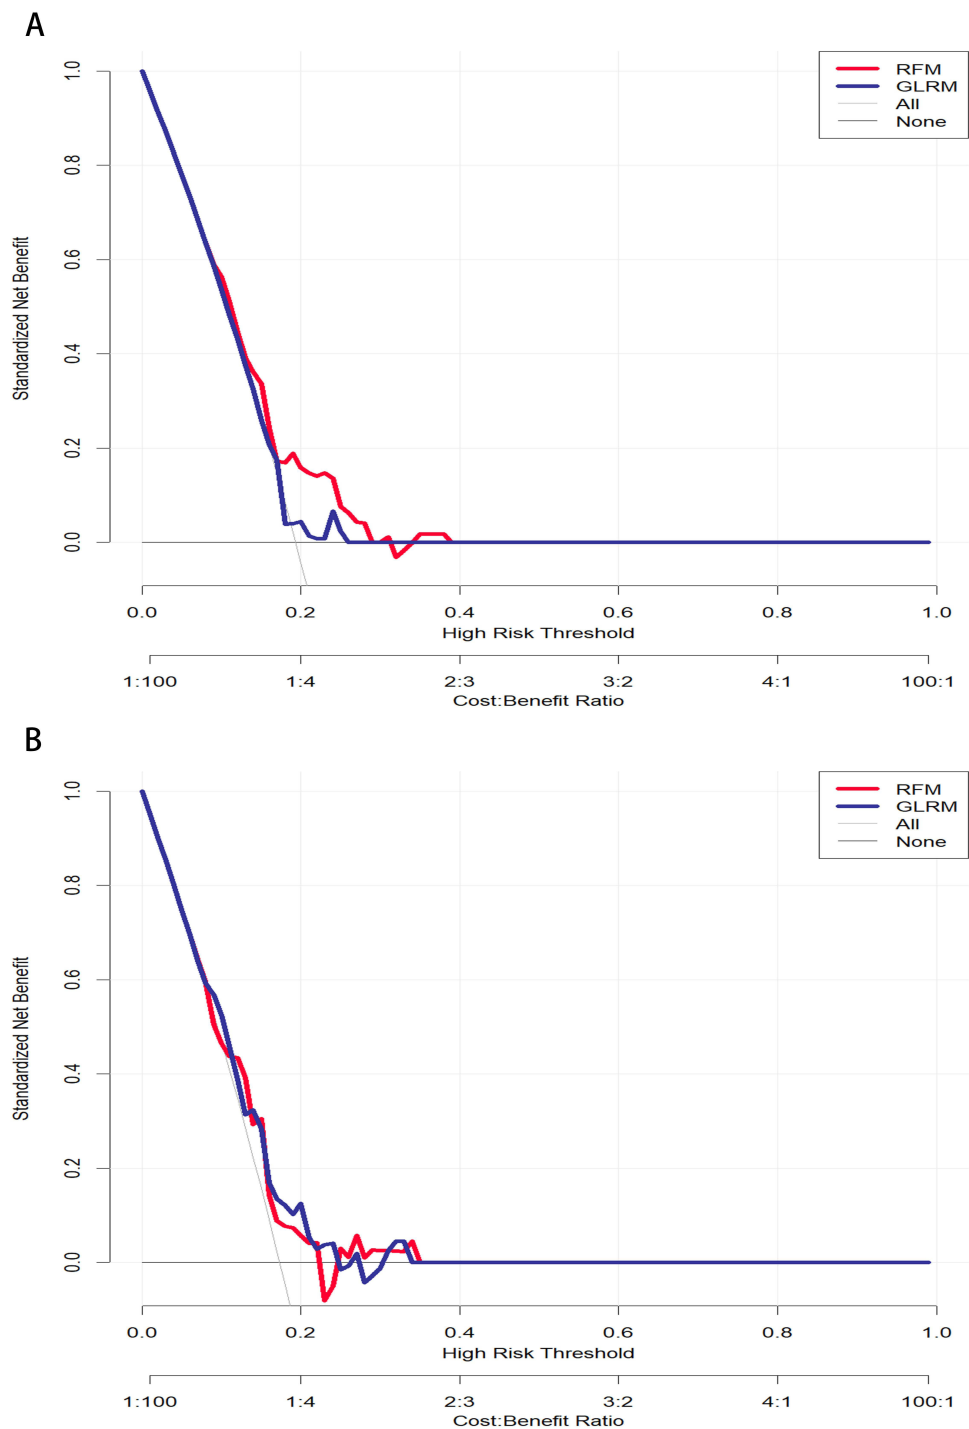 A
RFM
GLRM
All
None
1.0
0.8
0.6
0.4
0.2
0.0
Standardized Net Benefit
0.0 0.2 0.4 0.6 0.8 1.0
High Risk Threshold
1:100 1:4 2:3 3:2 4:1 100:1
Cost:Benefit Ratio
B
RFM
GLRM
All
None
1.0
0.8
0.6
0.4
0.2
0.0
Standardized Net Benefit
0.0 0.2 0.4 0.6 0.8 1.0
High Risk Threshold
1:100 1:4 2:3 3:2 4:1 100:1
Cost:Benefit Ratio